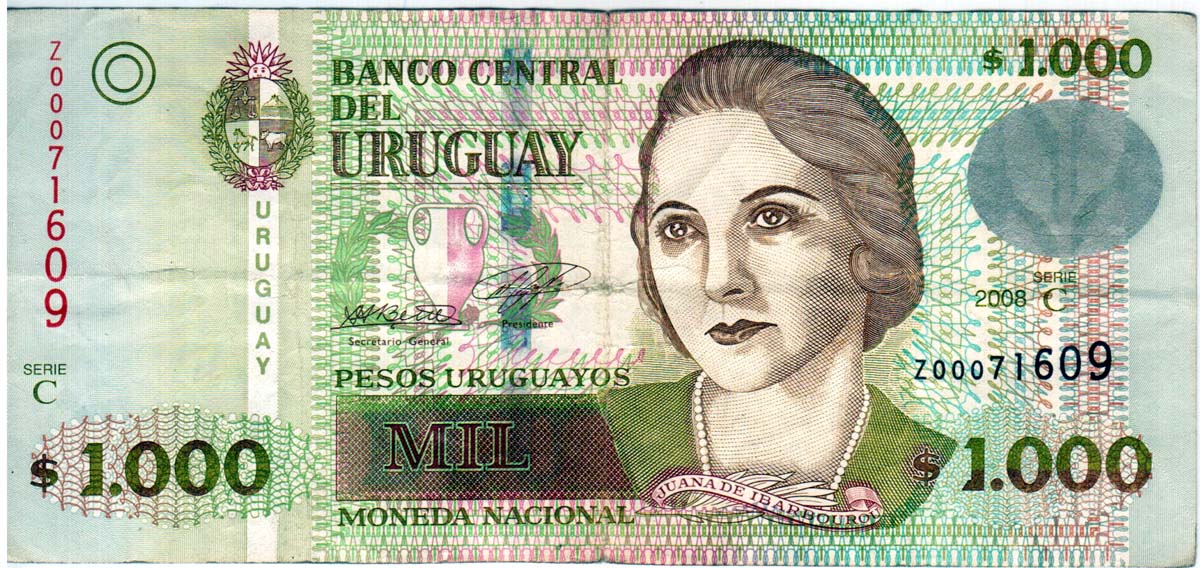 Z00071609
BANCO CENTRAL
DEL
URUGUAY
$ 1.000
URUGUAY
SERIE
2008 C
Secretario General
Presidente
Z00071609
PESOS URUGUAYOS
SERIE
C
MIL
$ 1.000
$ 1.000
JUANA DE IBARBOUROU
MONEDA NACIONAL